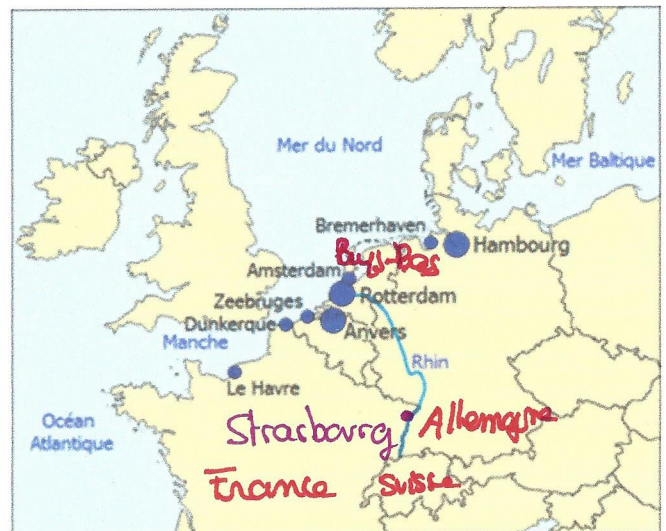 Mer du Nord
Mer Baltique
Bremerhaven
Hambourg
Pays-Bas
Amsterdam
Rotterdam
Zeebruges
Dunkerque
Anvers
Manche
Rhin
Le Havre
Océan
Atlantique
Strasbourg
Allemagne
France
Suisse